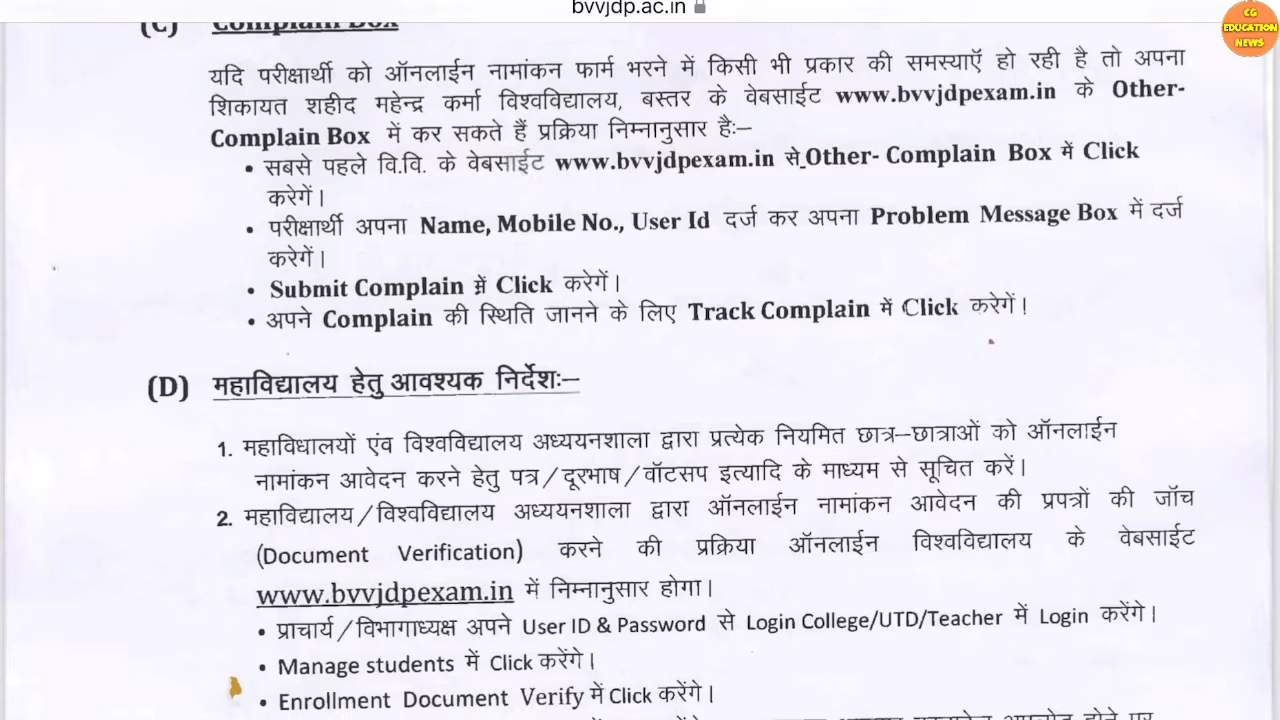 bvvjdp.ac.in
CG
EDUCATION
NEWS
(C) Complain Box
यदि परीक्षार्थी को ऑनलाईन नामांकन फार्म भरने में किसी भी प्रकार की समस्याऍ हो रही है तो अपना
शिकायत शहीद महेन्द्र कर्मा विश्वविद्यालय, बस्तर के वेबसाईट www.bvvjdpexam.in के Other-
Complain Box में कर सकते हैं प्रक्रिया निम्नानुसार हैः–
• सबसे पहले वि.वि. के वेबसाईट www.bvvjdpexam.in से Other- Complain Box में Click
करेगें।
• परीक्षार्थी अपना Name, Mobile No., User Id दर्ज कर अपना Problem Message Box में दर्ज
करेगें।
• Submit Complain में Click करेगें।
• अपने Complain की स्थिति जानने के लिए Track Complain में Click करेगें।
(D) महाविद्यालय हेतु आवश्यक निर्देशः–
1. महाविधालयों एंव विश्वविद्यालय अध्ययनशाला द्वारा प्रत्येक नियमित छात्र–छात्राओं को ऑनलाईन
नामांकन आवेदन करने हेतु पत्र/दूरभाष/वॉटसप इत्यादि के माध्यम से सूचित करें।
2. महाविद्यालय/विश्वविद्यालय अध्ययनशाला द्वारा ऑनलाईन नामांकन आवेदन की प्रपत्रों की जॉच
(Document Verification) करने की प्रक्रिया ऑनलाईन विश्वविद्यालय के वेबसाईट
www.bvvjdpexam.in में निम्नानुसार होगा।
• प्राचार्य/विभागाध्यक्ष अपने User ID & Password से Login College/UTD/Teacher में Login करेंगे।
• Manage students में Click करेंगे।
• Enrollment Document Verify में Click करेंगे।